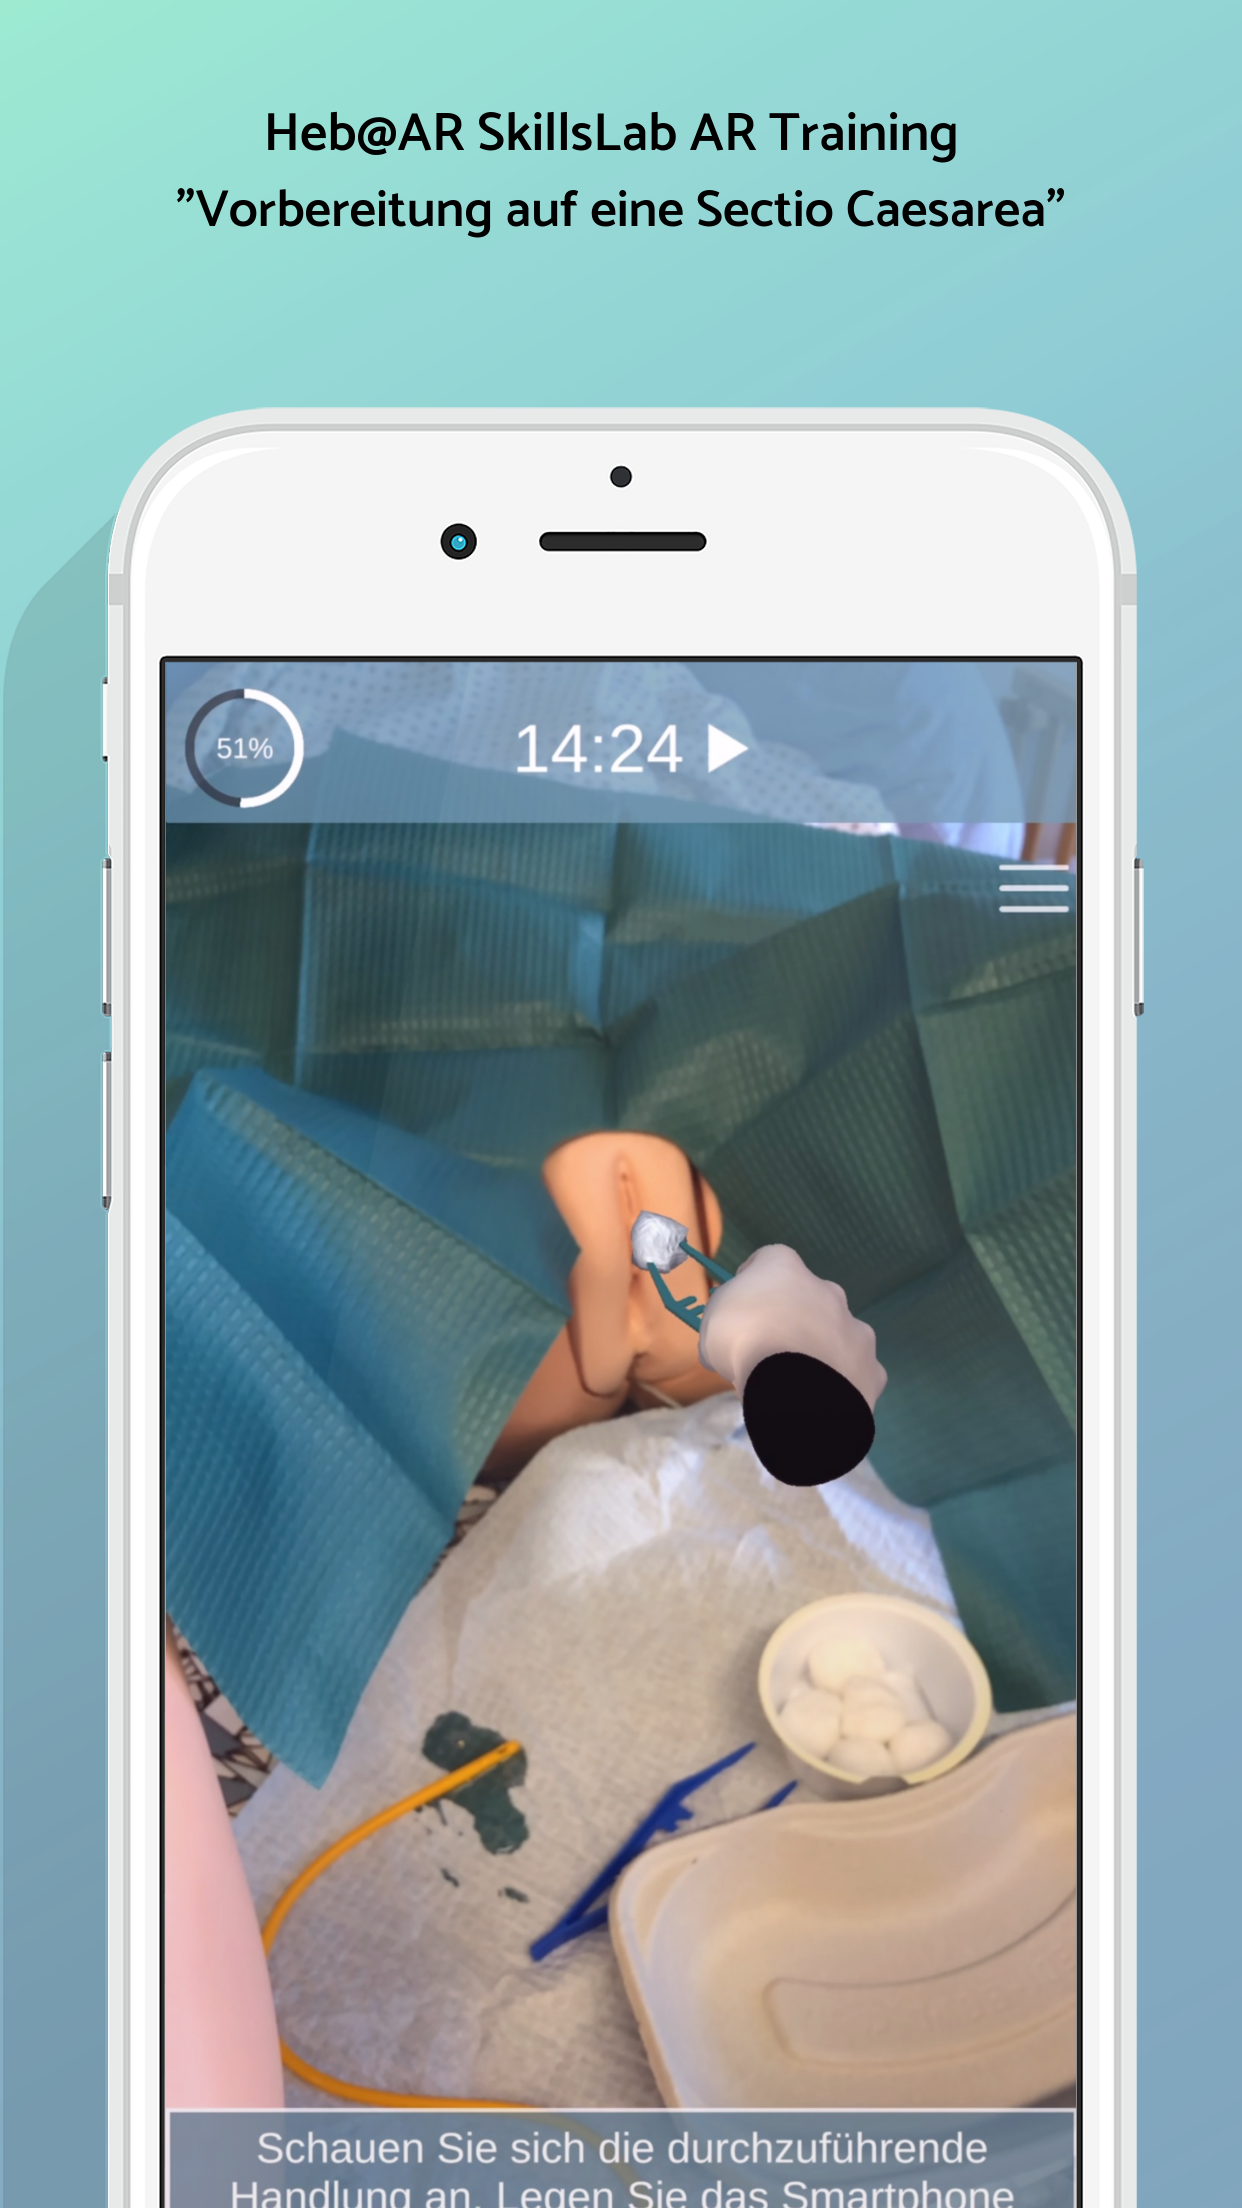 Heb@AR SkillsLab AR Training
”Vorbereitung auf eine Sectio Caesarea”
51%
14:24
Schauen Sie sich die durchzuführende
Handlung an. Legen Sie das Smartphone